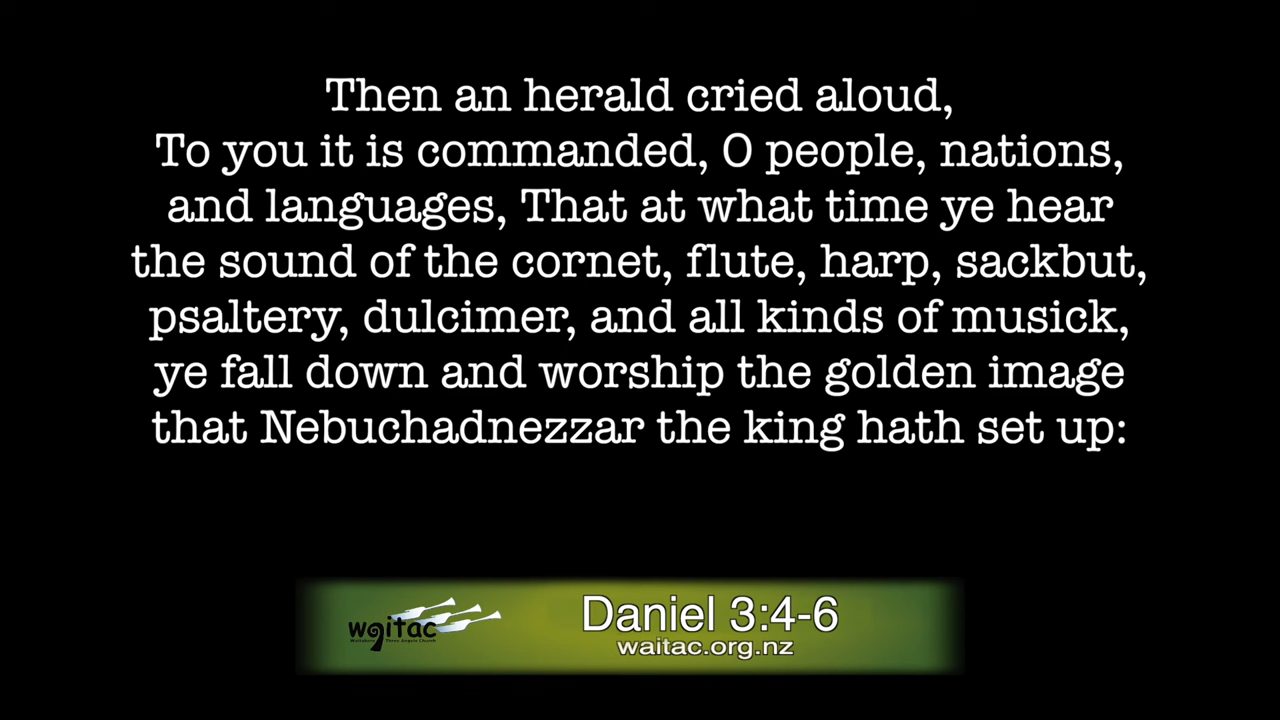 Then an herald cried aloud,
To you it is commanded, O people, nations,
and languages, That at what time ye hear
the sound of the cornet, flute, harp, sackbut,
psaltery, dulcimer, and all kinds of musick,
ye fall down and worship the golden image
that Nebuchadnezzar the king hath set up:
waitac
Three Angels Church
Daniel 3:4-6
waitac.org.nz